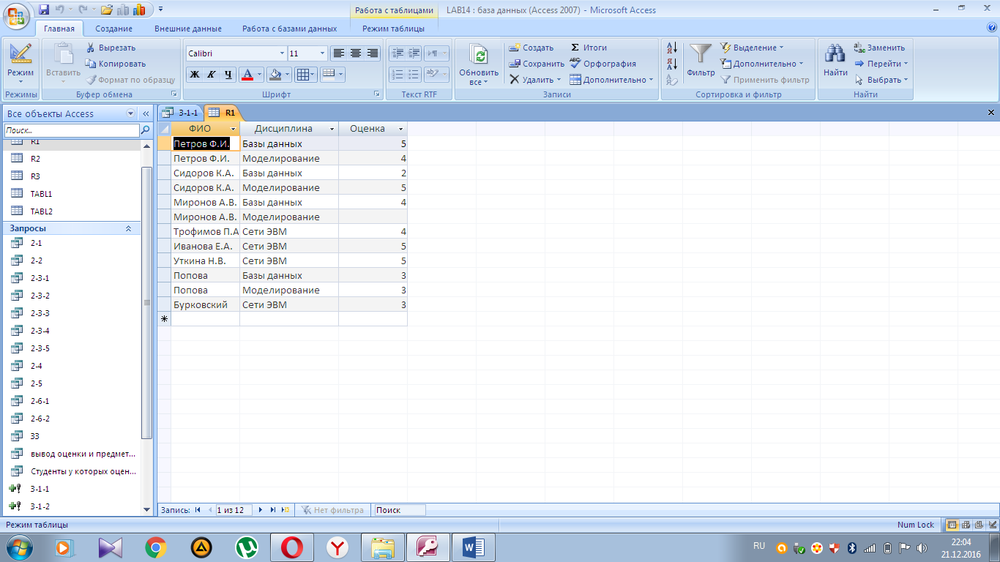 Работа с таблицами
LAB14 : база данных (Access 2007) - Microsoft Access
Главная Создание Внешние данные Работа с базами данных Режим таблицы
Режим
Режимы
Вставить
Вырезать
Копировать
Формат по образцу
Буфер обмена
Calibri 11
Ж К Ч А
Шрифт
Текст RTF
Обновить все
Создать
Сохранить
Удалить
Итоги
Орфография
Дополнительно
Записи
Фильтр
Выделение
Дополнительно
Применить фильтр
Сортировка и фильтр
Найти
Заменить
Перейти
Выбрать
Найти
Все объекты Access
Поиск...
R1
R2
R3
TABL1
TABL2
Запросы
2-1
2-2
2-3-1
2-3-2
2-3-3
2-3-4
2-3-5
2-4
2-5
2-6-1
2-6-2
33
вывод оценки и предмет...
Студенты у которых оцен...
3-1-1
3-1-2
3-1-1 R1
ФИО Дисциплина Оценка
Петров Ф.И. Базы данных 5
Петров Ф.И. Моделирование 4
Сидоров К.А. Базы данных 2
Сидоров К.А. Моделирование 5
Миронов А.В. Базы данных 4
Миронов А.В. Моделирование
Трофимов П.А Сети ЭВМ 4
Иванова Е.А. Сети ЭВМ 5
Уткина Н.В. Сети ЭВМ 5
Попова Базы данных 3
Попова Моделирование 3
Бурковский Сети ЭВМ 3
Запись: 1 из 12 Нет фильтра Поиск
Режим таблицы
Num Lock
RU
22:04
21.12.2016